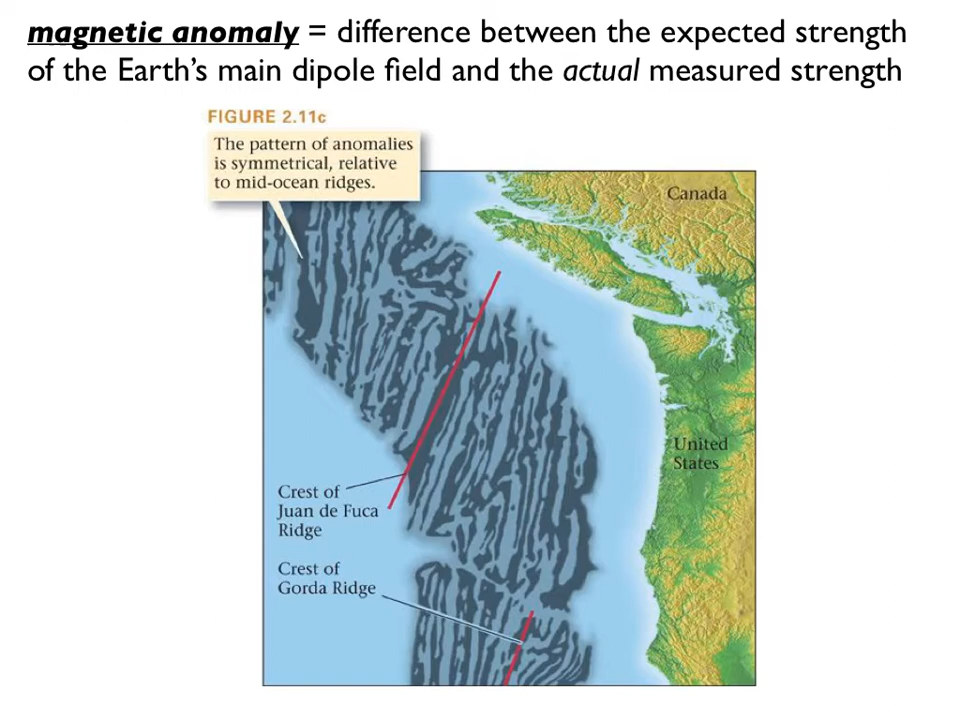 magnetic anomaly = difference between the expected strength
of the Earth's main dipole field and the actual measured strength
FIGURE 2.11c
The pattern of anomalies
is symmetrical, relative
to mid-ocean ridges.
Canada
United
States
Crest of
Juan de Fuca
Ridge
Crest of
Gorda Ridge